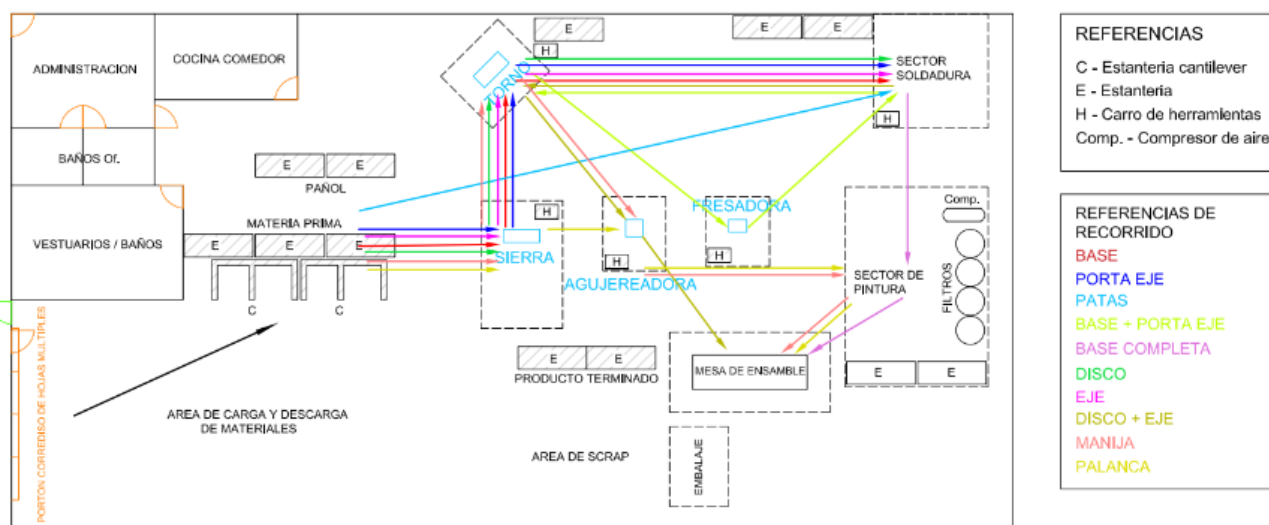 ADMINISTRACION
COCINA COMEDOR
BAÑOS Of.
VESTUARIOS / BAÑOS
PORTON CORREDISO DE HOJAS MULTIPLES
E
E
PAÑOL
MATERIA PRIMA
E
E
E
C
C
AREA DE CARGA Y DESCARGA
DE MATERIALES
TORNO
H
E
E
E
SECTOR
SOLDADURA
H
H
SIERRA
H
AGUJEREADORA
FRESADORA
H
Comp.
FILTROS
SECTOR DE
PINTURA
E
E
MESA DE ENSAMBLE
E
E
PRODUCTO TERMINADO
AREA DE SCRAP
EMBALAJE
REFERENCIAS
C - Estanteria cantilever
E - Estanteria
H - Carro de herramientas
Comp. - Compresor de aire
REFERENCIAS DE
RECORRIDO
BASE
PORTA EJE
PATAS
BASE + PORTA EJE
BASE COMPLETA
DISCO
EJE
DISCO + EJE
MANIJA
PALANCA